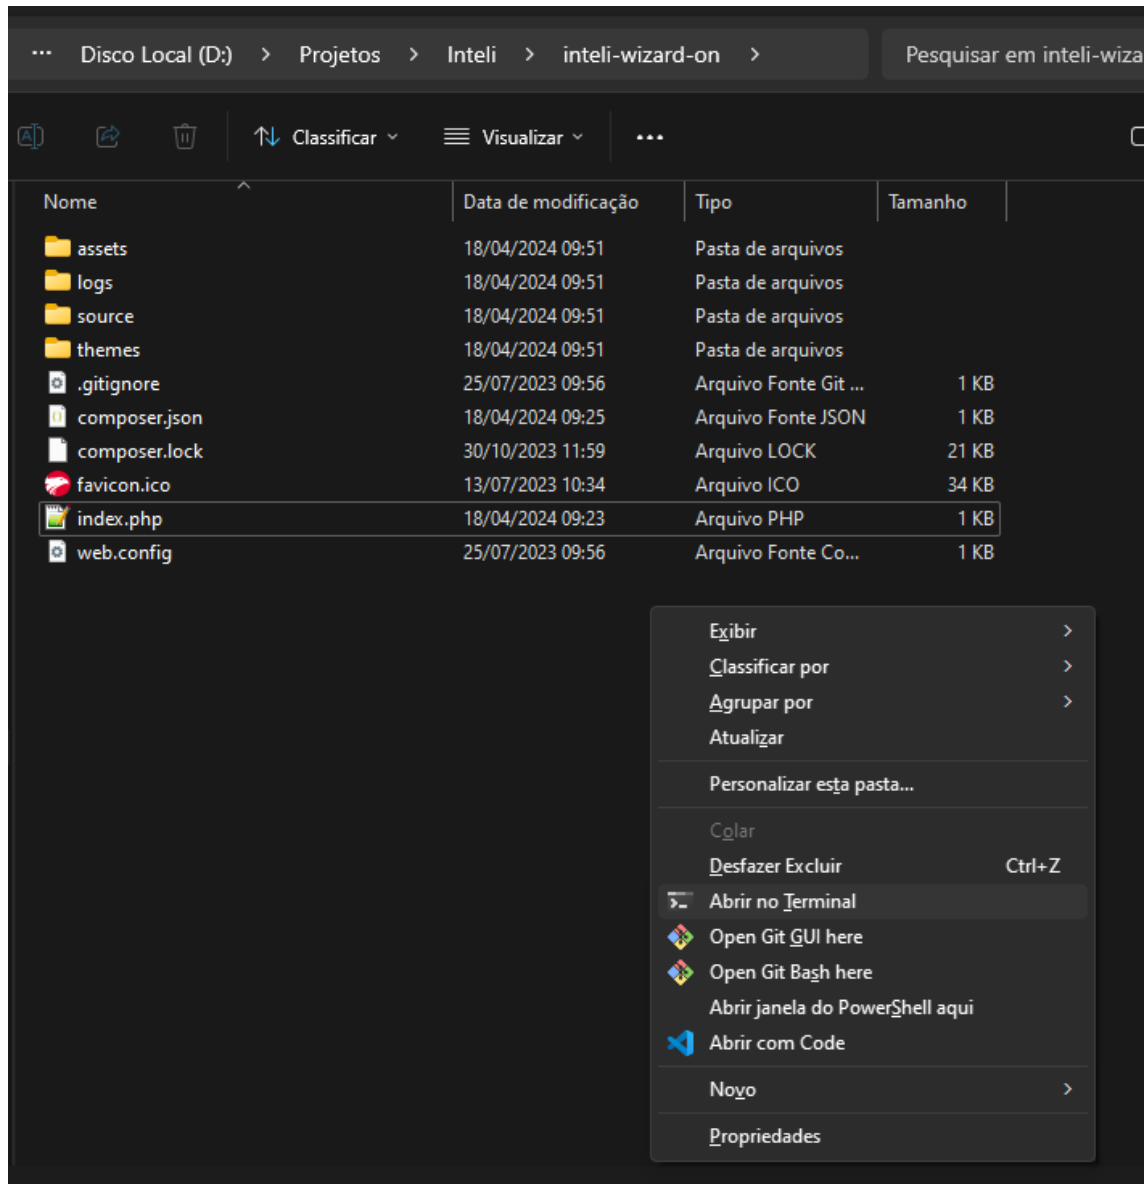 ... Disco Local (D:) > Projetos > Inteli > inteli-wizard-on > Pesquisar em inteli-wiza
Classificar Visualizar ...
Nome Data de modificação Tipo Tamanho
assets 18/04/2024 09:51 Pasta de arquivos
logs 18/04/2024 09:51 Pasta de arquivos
source 18/04/2024 09:51 Pasta de arquivos
themes 18/04/2024 09:51 Pasta de arquivos
.gitignore 25/07/2023 09:56 Arquivo Fonte Git ... 1 KB
composer.json 18/04/2024 09:25 Arquivo Fonte JSON 1 KB
composer.lock 30/10/2023 11:59 Arquivo LOCK 21 KB
favicon.ico 13/07/2023 10:34 Arquivo ICO 34 KB
index.php 18/04/2024 09:23 Arquivo PHP 1 KB
web.config 25/07/2023 09:56 Arquivo Fonte Co... 1 KB
Exibir >
Classificar por >
Agrupar por >
Atualizar
Personalizar esta pasta...
Colar
Desfazer Excluir Ctrl+Z
Abrir no Terminal
Open Git GUI here
Open Git Bash here
Abrir janela do PowerShell aqui
Abrir com Code
Novo >
Propriedades